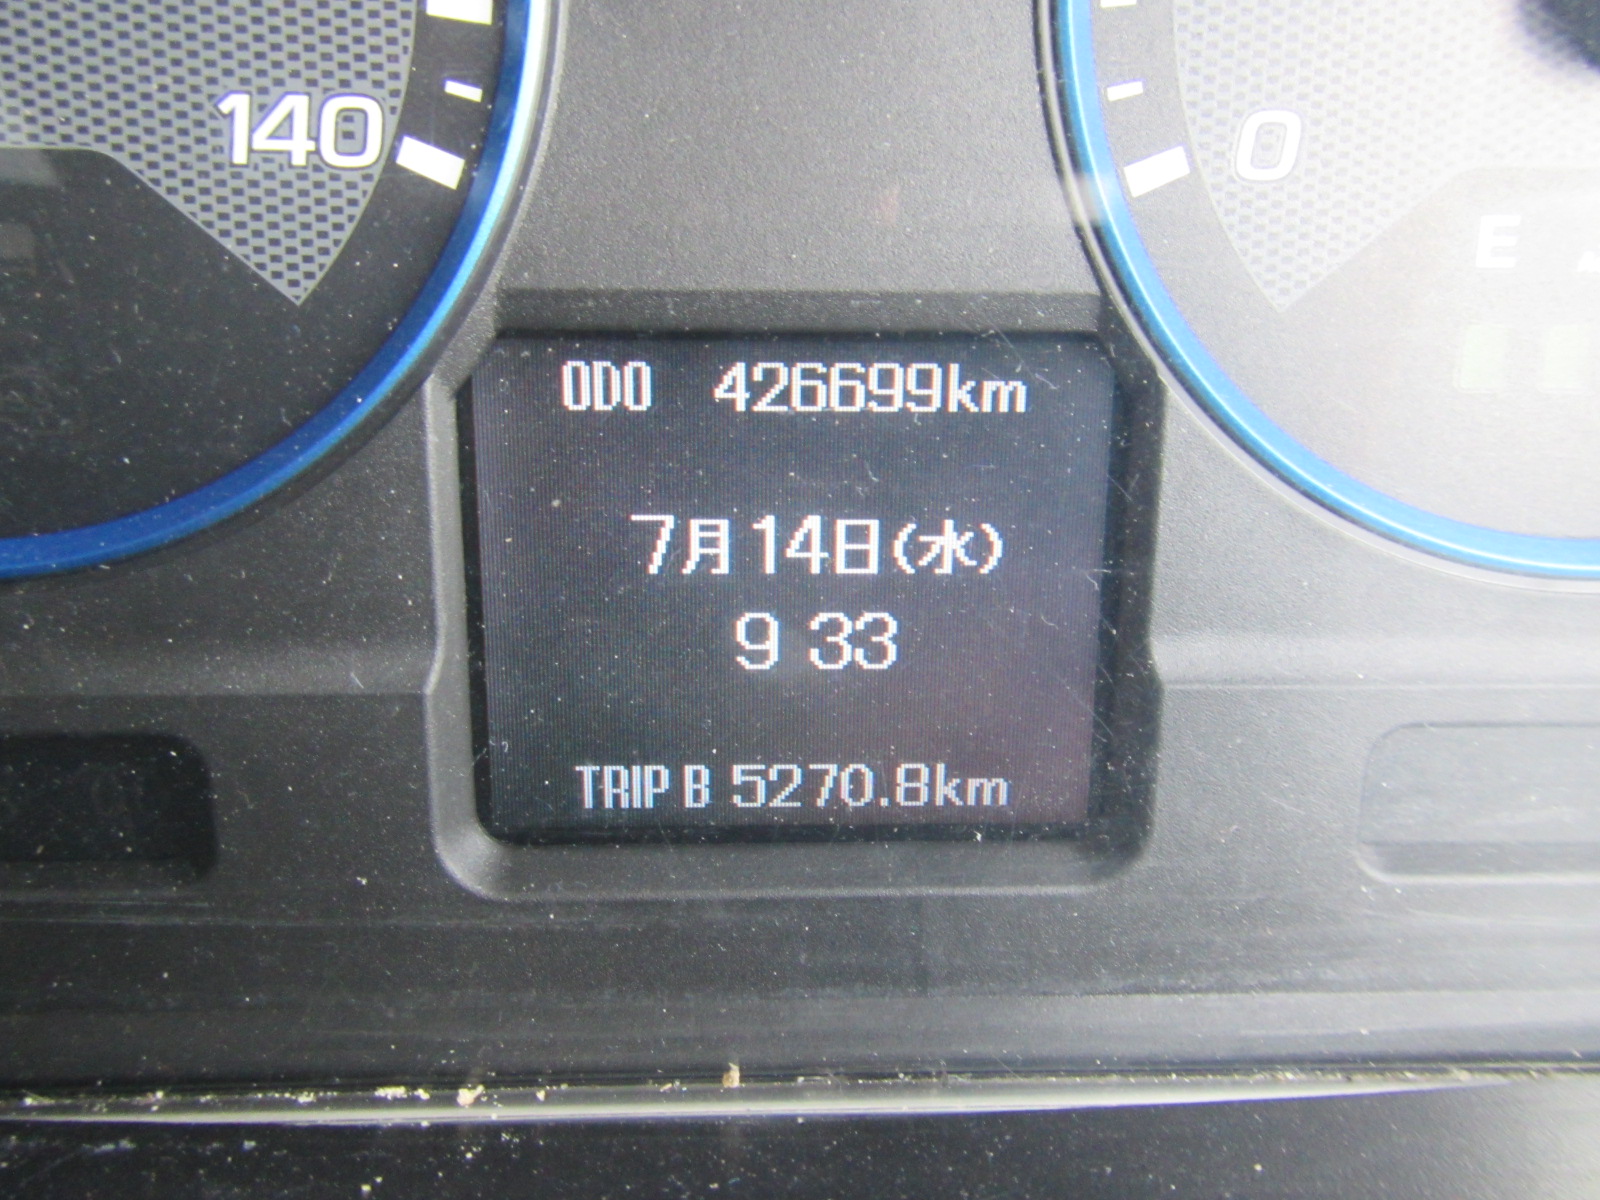 140
0
E
ODO 426699km
7月14日(水)
9 33
TRIP B 5270.8km